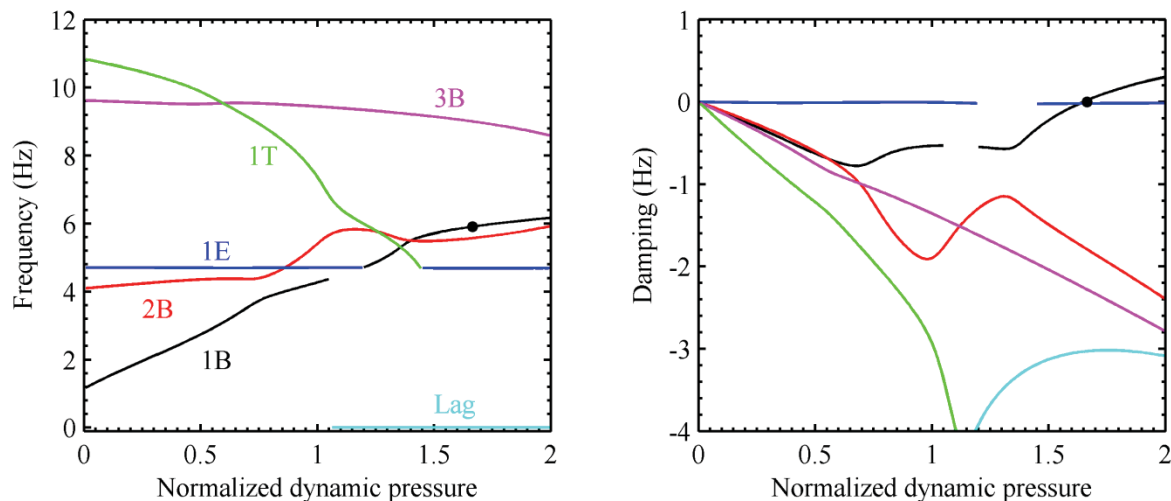 12
10
8
6
4
2
0
3B
1T
1E
2B
1B
Lag
0 0.5 1 1.5 2
Frequency (Hz)
Normalized dynamic pressure
1
0
-1
-2
-3
-4
0 0.5 1 1.5 2
Damping (Hz)
Normalized dynamic pressure